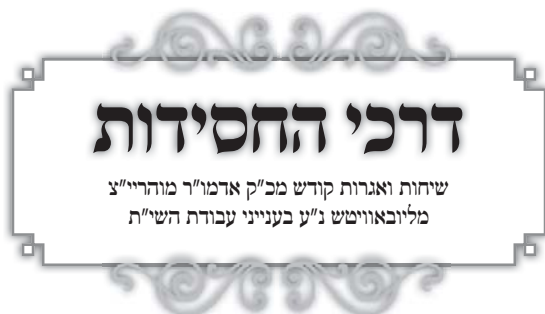 דרכי החסידות
שיחות ואגרות קודש מכ"ק אדמו"ר מוהריי"צ
מליובאוויטש נ"ע בענייני עבודת השי"ת